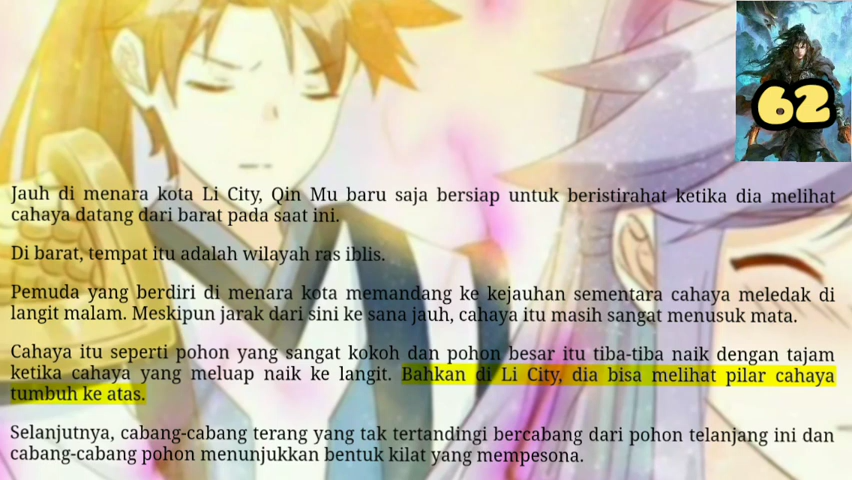 62
Jauh di menara kota Li City, Qin Mu baru saja bersiap untuk beristirahat ketika dia melihat
cahaya datang dari barat pada saat ini.
Di barat, tempat itu adalah wilayah ras iblis.
Pemuda yang berdiri di menara kota memandang ke kejauhan sementara cahaya meledak di
langit malam. Meskipun jarak dari sini ke sana jauh, cahaya itu masih sangat menusuk mata.
Cahaya itu seperti pohon yang sangat kokoh dan pohon besar itu tiba-tiba naik dengan tajam
ketika cahaya yang meluap naik ke langit. Bahkan di Li City, dia bisa melihat pilar cahaya
tumbuh ke atas.
Selanjutnya, cabang-cabang terang yang tak tertandingi bercabang dari pohon telanjang ini dan
cabang-cabang pohon menunjukkan bentuk kilat yang mempesona.